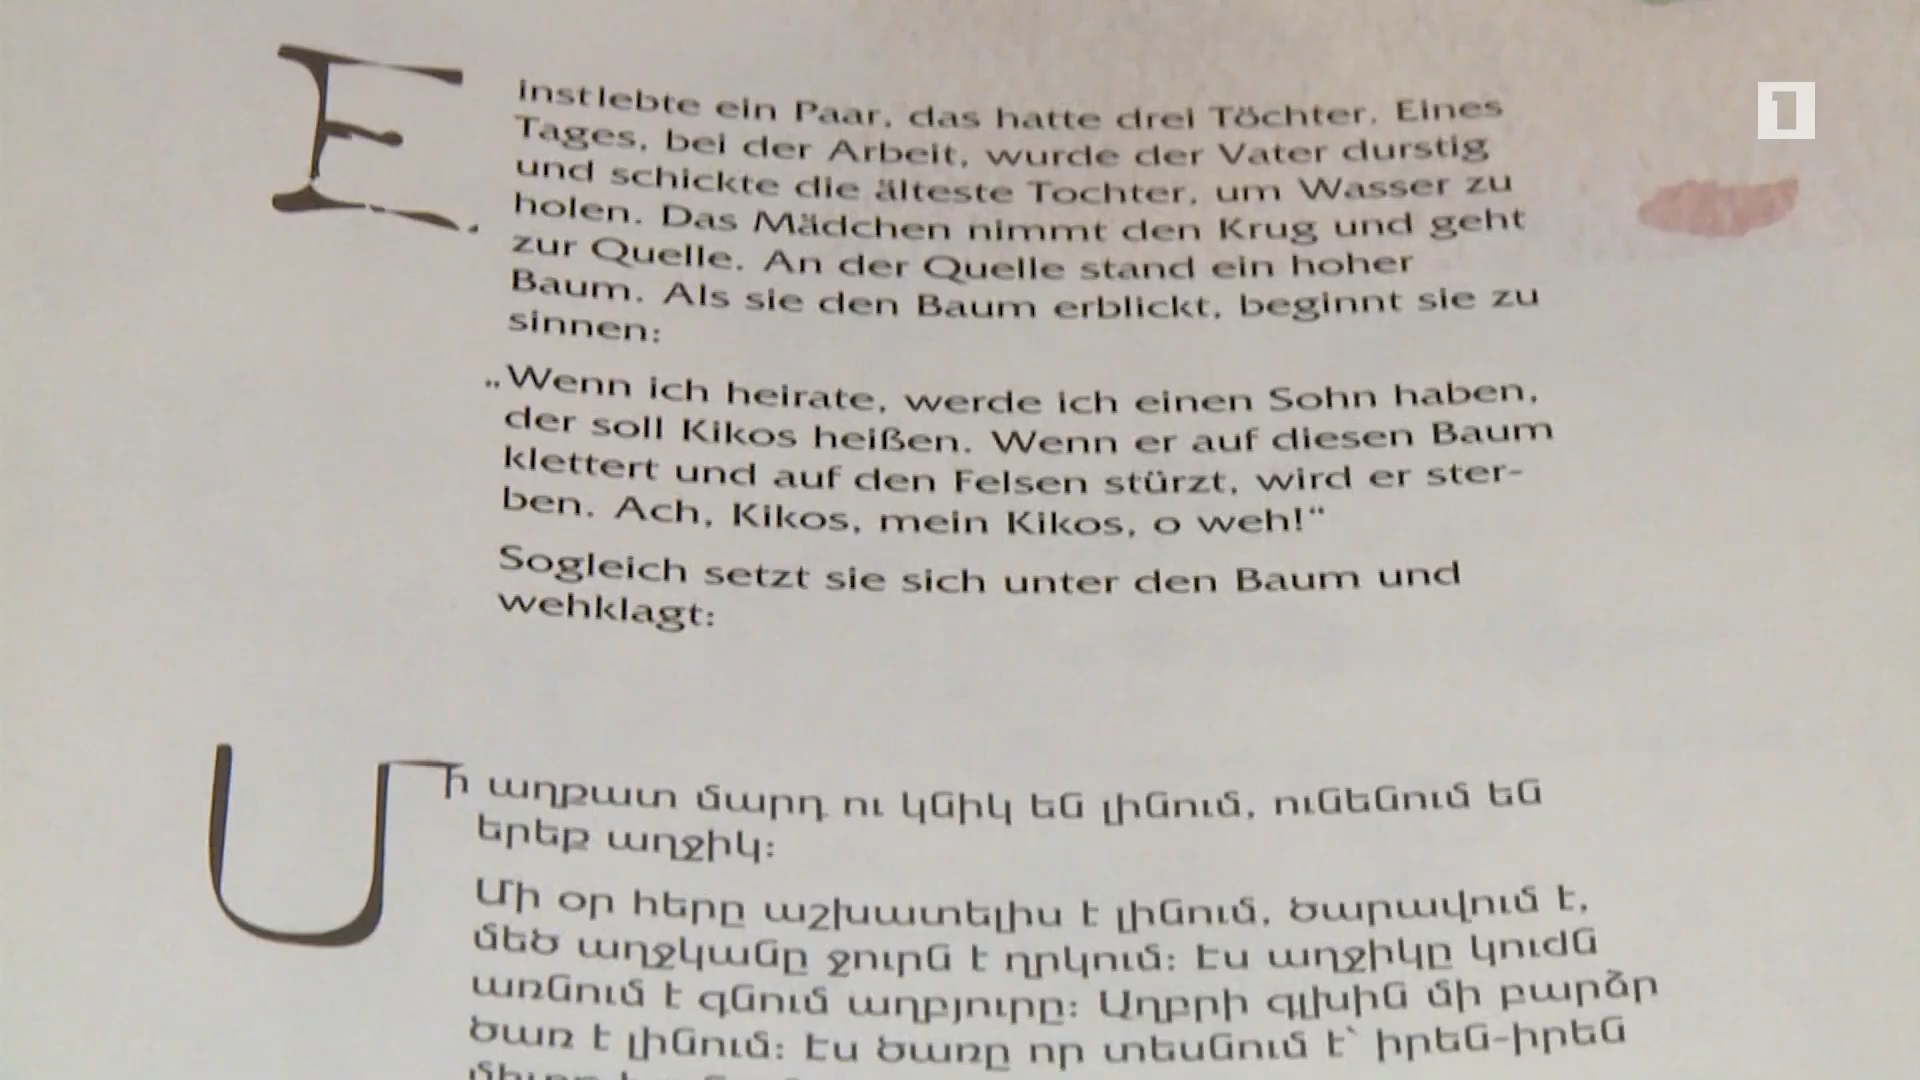 Einst lebte ein Paar, das hatte drei Töchter. Eines
Tages, bei der Arbeit, wurde der Vater durstig
und schickte die älteste Tochter, um Wasser zu
holen. Das Mädchen nimmt den Krug und geht
zur Quelle. An der Quelle stand ein hoher
Baum. Als sie den Baum erblickt, beginnt sie zu
sinnen:
„Wenn ich heirate, werde ich einen Sohn haben,
der soll Kikos heißen. Wenn er auf diesen Baum
klettert und auf den Felsen stürzt, wird er ster-
ben. Ach, Kikos, mein Kikos, o weh!“
Sogleich setzt sie sich unter den Baum und
wehklagt:
Մի աղքատ մարդ ու կնիկ են լինում, ունենում են
երեք աղջիկ:
Մի օր հերը աշխատելիս է լինում, ծարավում է,
մեծ աղջկանը ջուրն է ղրկում: Էս աղջիկը կուժն
առնում է գնում աղբյուրը: Աղբրի գլխին մի բարձր
ծառ է լինում: Էս ծառը որ տեսնում է՝ իրեն-իրեն
1